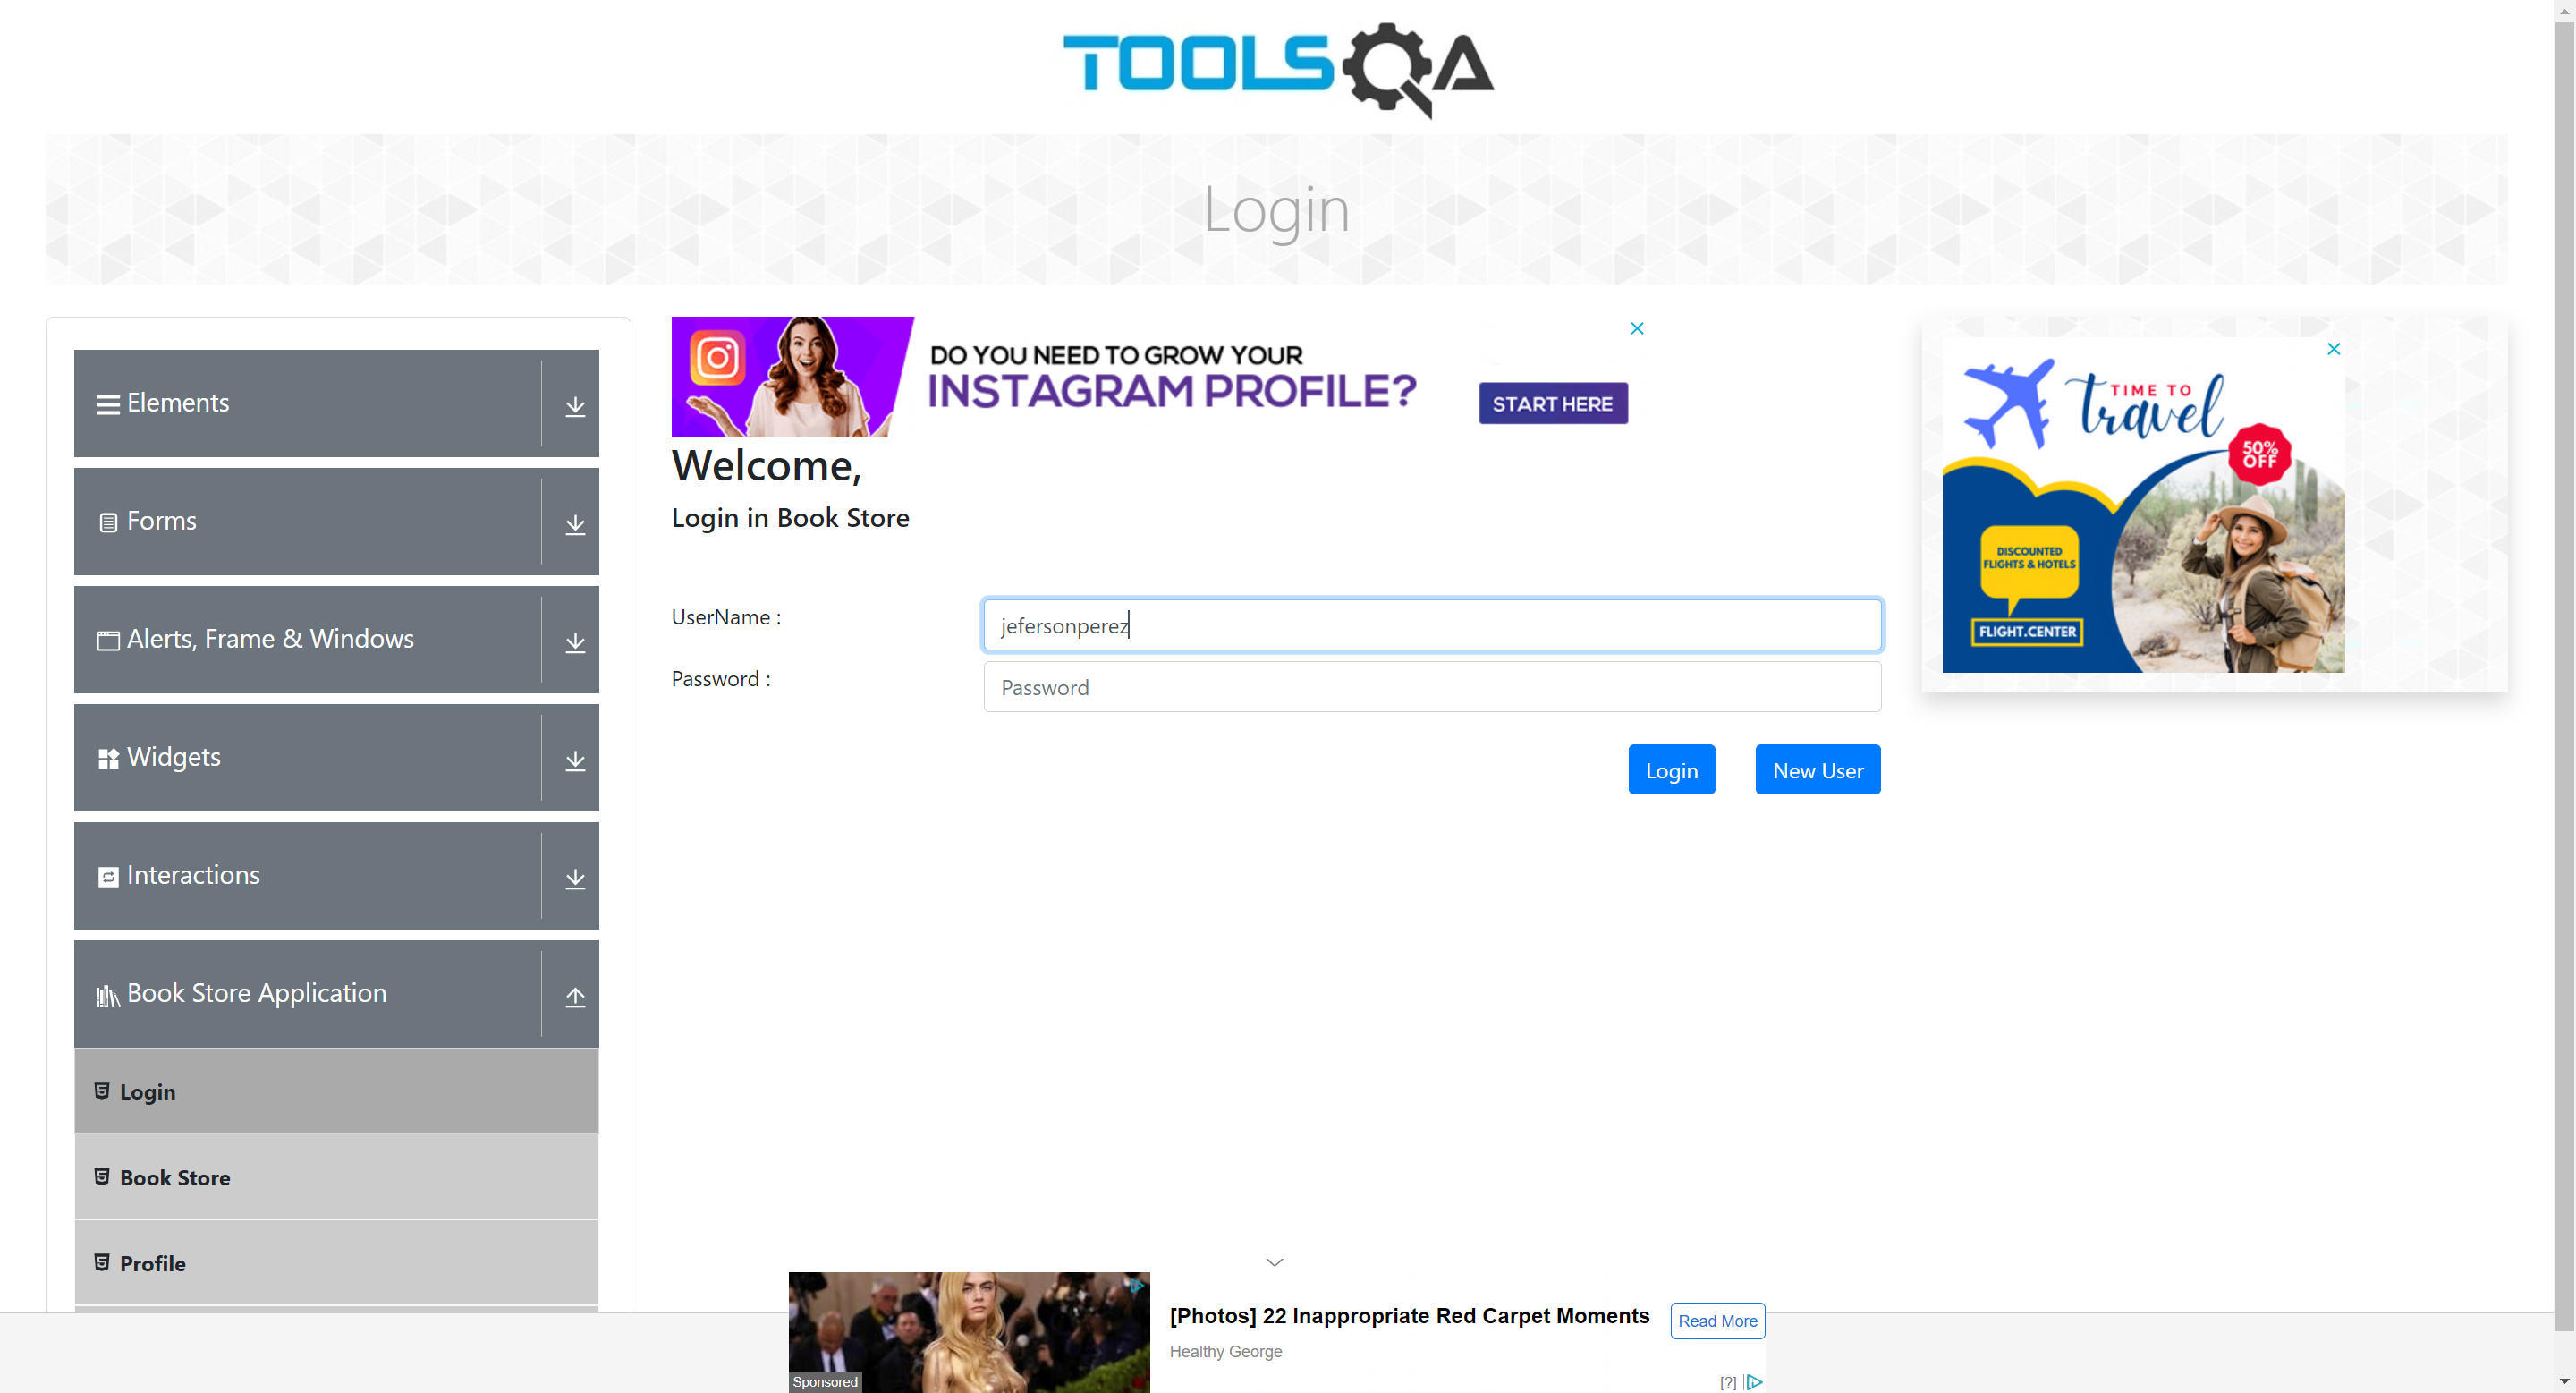 TOOLSQA
Login
Elements
Forms
Alerts, Frame & Windows
Widgets
Interactions
Book Store Application
Login
Book Store
Profile
DO YOU NEED TO GROW YOUR
INSTAGRAM PROFILE?
START HERE
Welcome,
Login in Book Store
UserName :
jefersonperez
Password :
Password
Login
New User
TIME TO
travel
50%
OFF
DISCOUNTED
FLIGHTS & HOTELS
FLIGHT.CENTER
[Photos] 22 Inappropriate Red Carpet Moments
Healthy George
Read More
Sponsored
[?]